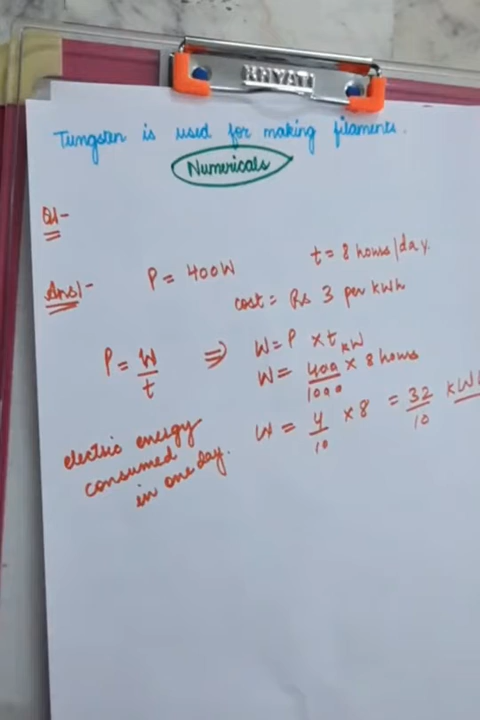 KHYATI
Tungsten is used for making filaments.
Numericals
Q1-
Ans1- P = 400W t = 8 hours/day.
cost = Rs 3 per kWh
P = W/t ⇒ W = P × t
W = 400/1000 kW × 8 hours
electric energy consumed in one day. W = 4/10 × 8 = 32/10 kWh